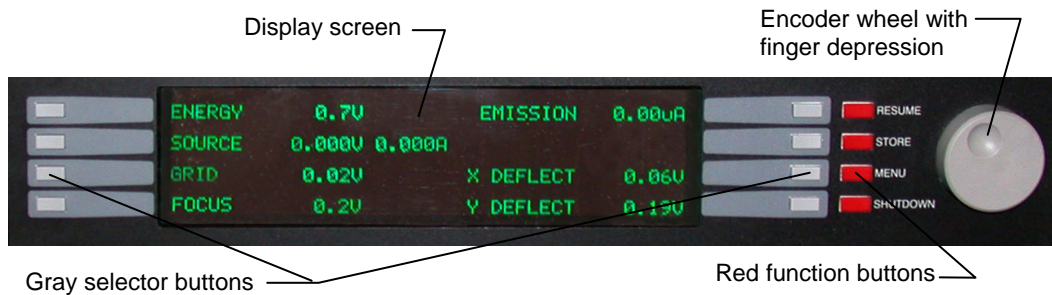 Display screen
Encoder wheel with
finger depression
ENERGY 0.7V EMISSION 0.00uA
SOURCE 0.000V 0.000A
GRID 0.02V X DEFLECT 0.06V
FOCUS 0.2V Y DEFLECT 0.19V
RESUME
STORE
MENU
SHUTDOWN
Gray selector buttons
Red function buttons